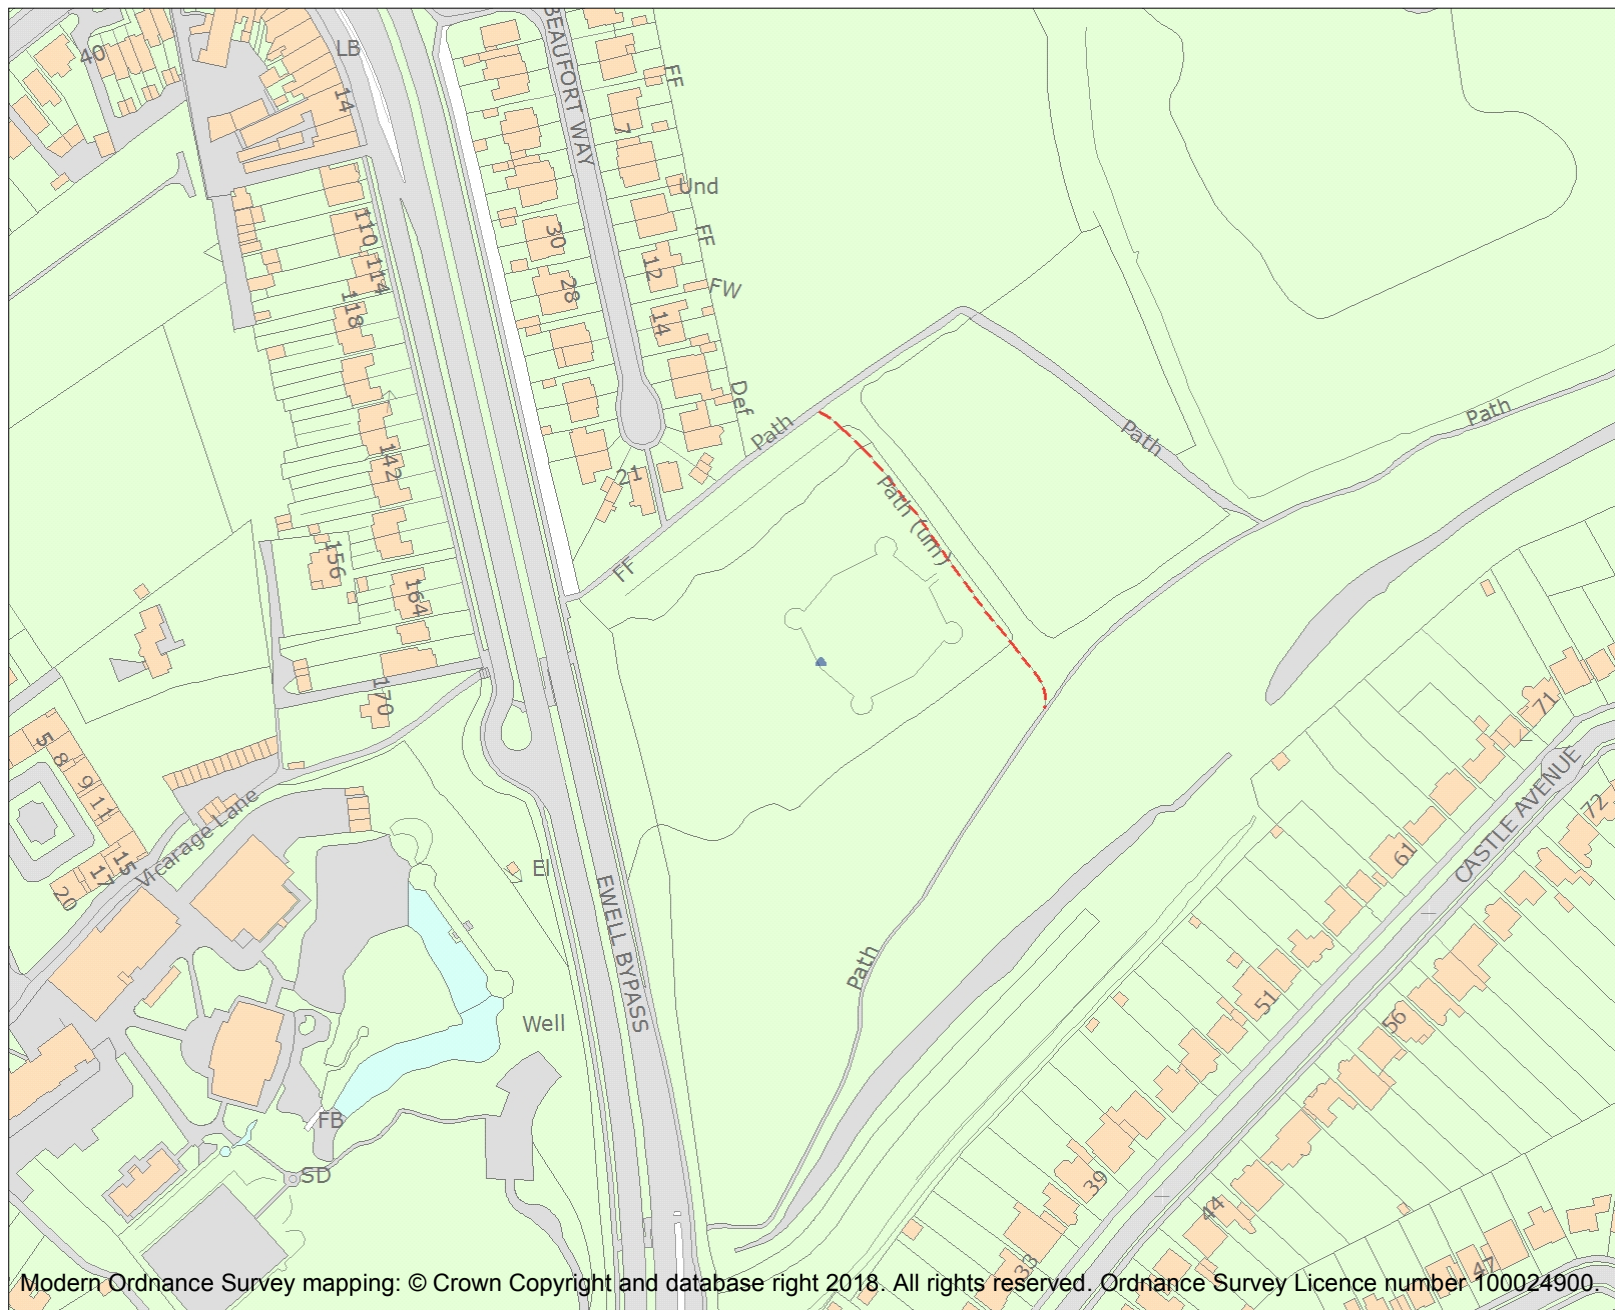 40
LB
14
BEAUFORT WAY
FF
7
Und
110
114
118
30
28
12
FF
FW
14
Def
Path
Path
Path
142
21
Path (um)
FF
156
164
170
5
8
9
11
15
17
20
Vicarage Lane
El
EWELL BYPASS
Path
Well
FB
SD
71
72
CASTLE AVENUE
61
51
56
39
44
33
47
Modern Ordnance Survey mapping: © Crown Copyright and database right 2018. All rights reserved. Ordnance Survey Licence number 100024900.